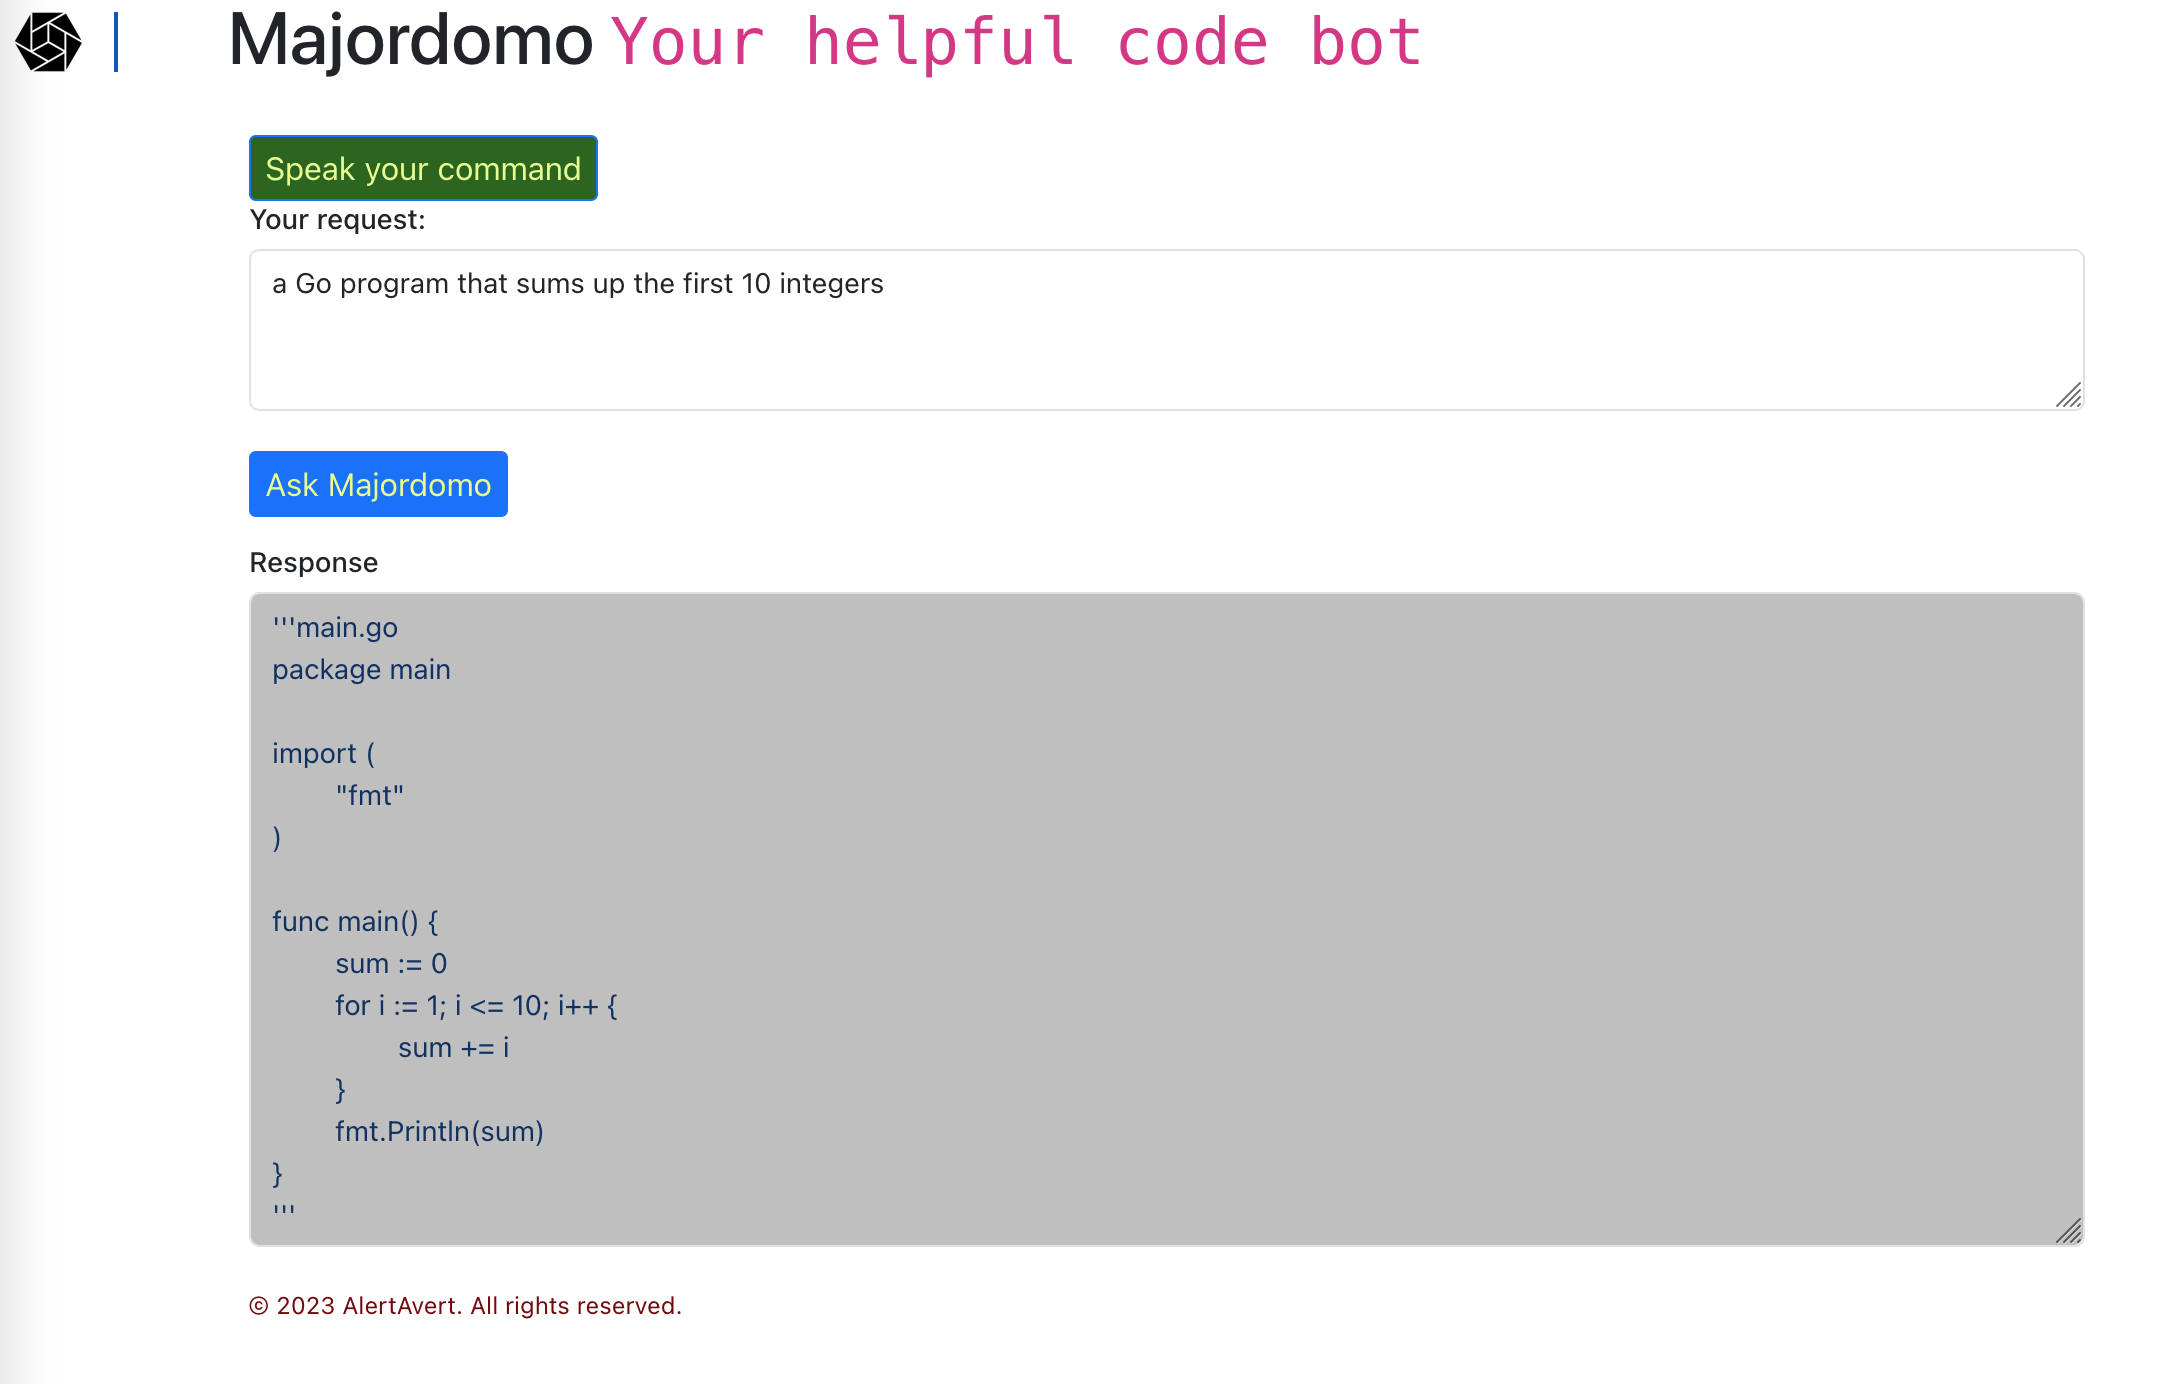 Majordomo Your helpful code bot
Speak your command
Your request:
a Go program that sums up the first 10 integers
Ask Majordomo
Response
'''main.go
package main
import (
"fmt"
)
func main() {
sum := 0
for i := 1; i <= 10; i++ {
sum += i
}
fmt.Println(sum)
}
'''
© 2023 AlertAvert. All rights reserved.